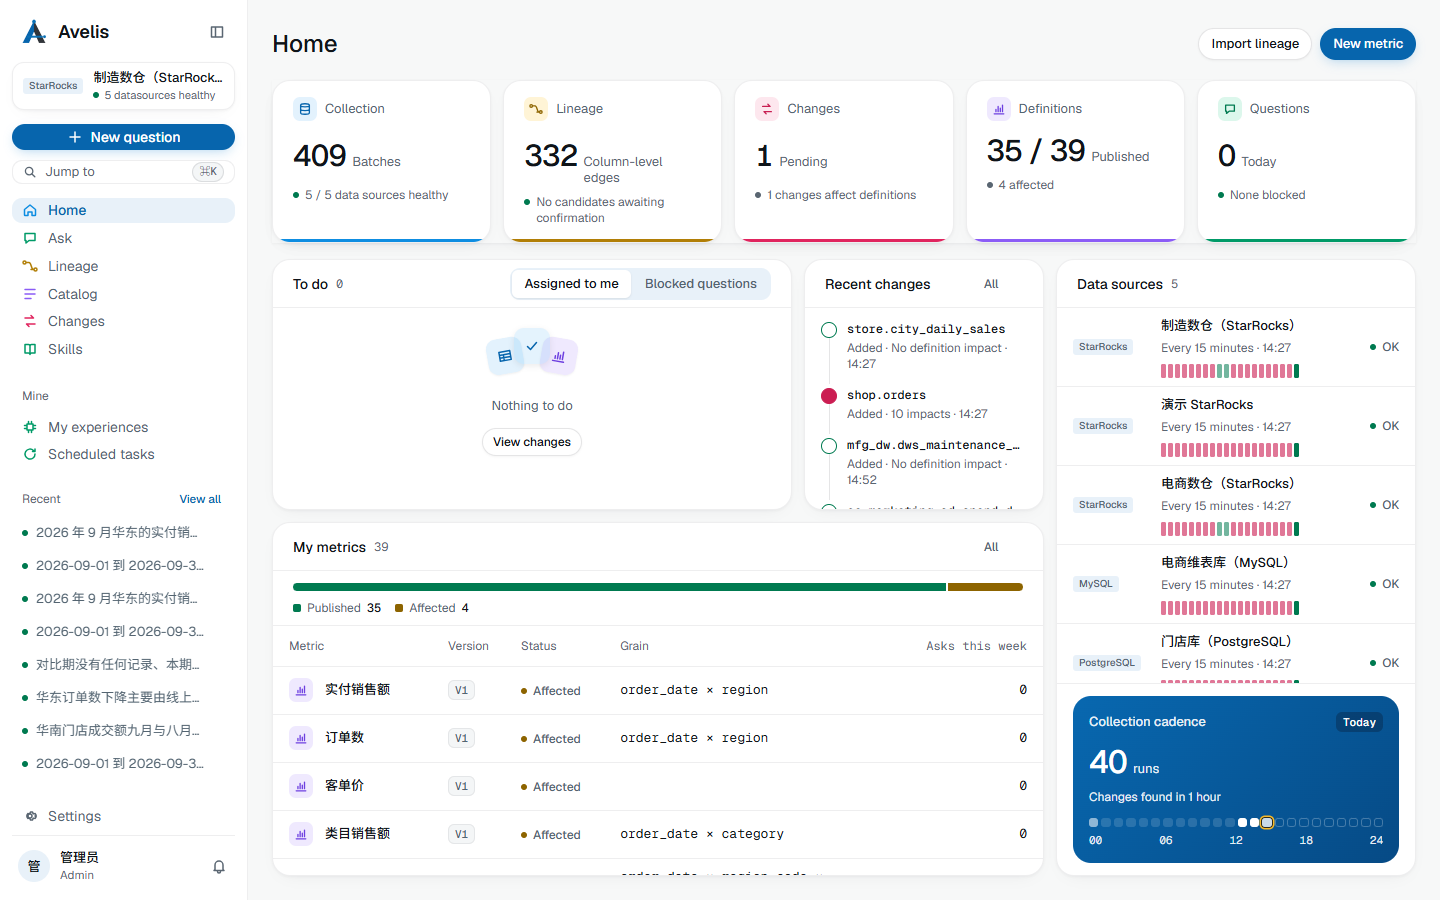 Avelis
StarRocks
制造数仓（StarRock...
5 datasources healthy
New question
Jump to
⌘K
Home
Ask
Lineage
Catalog
Changes
Skills
Mine
My experiences
Scheduled tasks
Recent
View all
2026 年 9 月华东的实付销...
2026-09-01 到 2026-09-3...
2026 年 9 月华东的实付销...
2026-09-01 到 2026-09-3...
对比期没有任何记录、本期...
华东订单数下降主要由线上...
华南门店成交额九月与八月...
2026-09-01 到 2026-09-3...
Settings
管
管理员
Admin
Home
Import lineage
New metric
Collection
409 Batches
5 / 5 data sources healthy
Lineage
332 Column-level
edges
No candidates awaiting
confirmation
Changes
1 Pending
1 changes affect definitions
Definitions
35 / 39 Published
4 affected
Questions
0 Today
None blocked
To do 0
Assigned to me
Blocked questions
Nothing to do
View changes
Recent changes
All
store.city_daily_sales
Added · No definition impact ·
14:27
shop.orders
Added · 10 impacts · 14:27
mfg_dw.dws_maintenance_…
Added · No definition impact ·
14:52
My metrics 39
All
Published 35
Affected 4
Metric Version Status Grain Asks this week
实付销售额 V1 Affected order_date × region 0
订单数 V1 Affected order_date × region 0
客单价 V1 Affected 0
类目销售额 V1 Affected order_date × category 0
Data sources 5
StarRocks
制造数仓（StarRocks）
Every 15 minutes · 14:27
OK
StarRocks
演示 StarRocks
Every 15 minutes · 14:27
OK
StarRocks
电商数仓（StarRocks）
Every 15 minutes · 14:27
OK
MySQL
电商维表库（MySQL）
Every 15 minutes · 14:27
OK
PostgreSQL
门店库（PostgreSQL）
Every 15 minutes · 14:27
OK
Collection cadence
Today
40 runs
Changes found in 1 hour
00 06 12 18 24